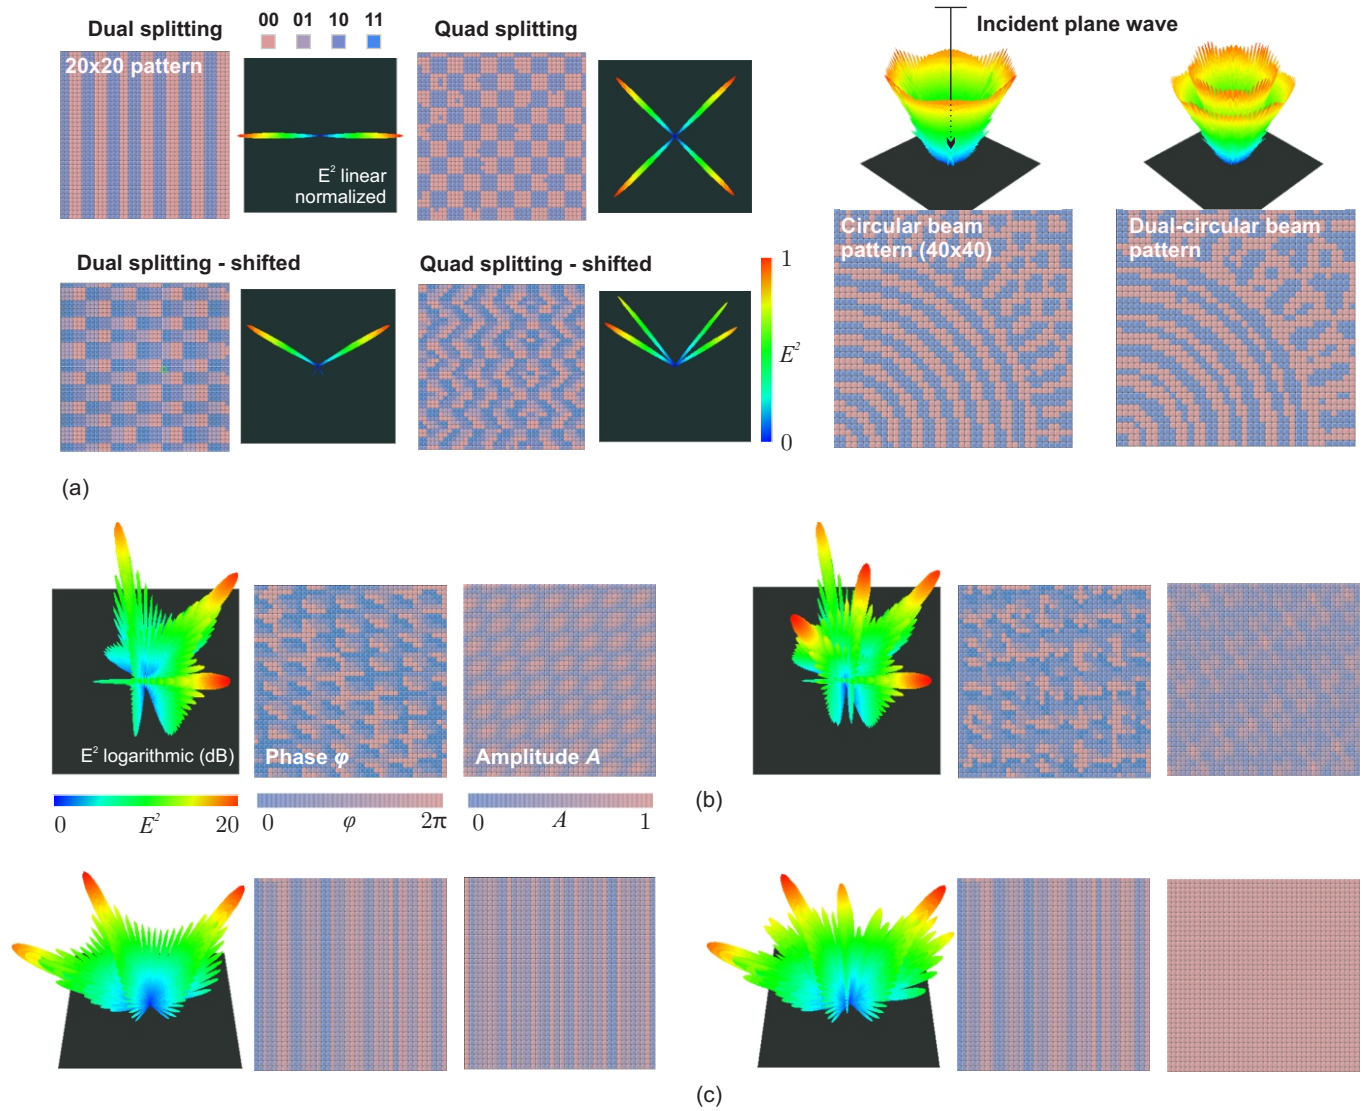 Dual splitting
00 01 10 11
Quad splitting
Incident plane wave
20x20 pattern
E² linear
normalized
Circular beam
pattern (40x40)
Dual-circular beam
pattern
Dual splitting - shifted
Quad splitting - shifted
1
E²
0
(a)
E² logarithmic (dB)
Phase φ
Amplitude A
0 E² 20
0 φ 2π
0 A 1
(b)
(c)